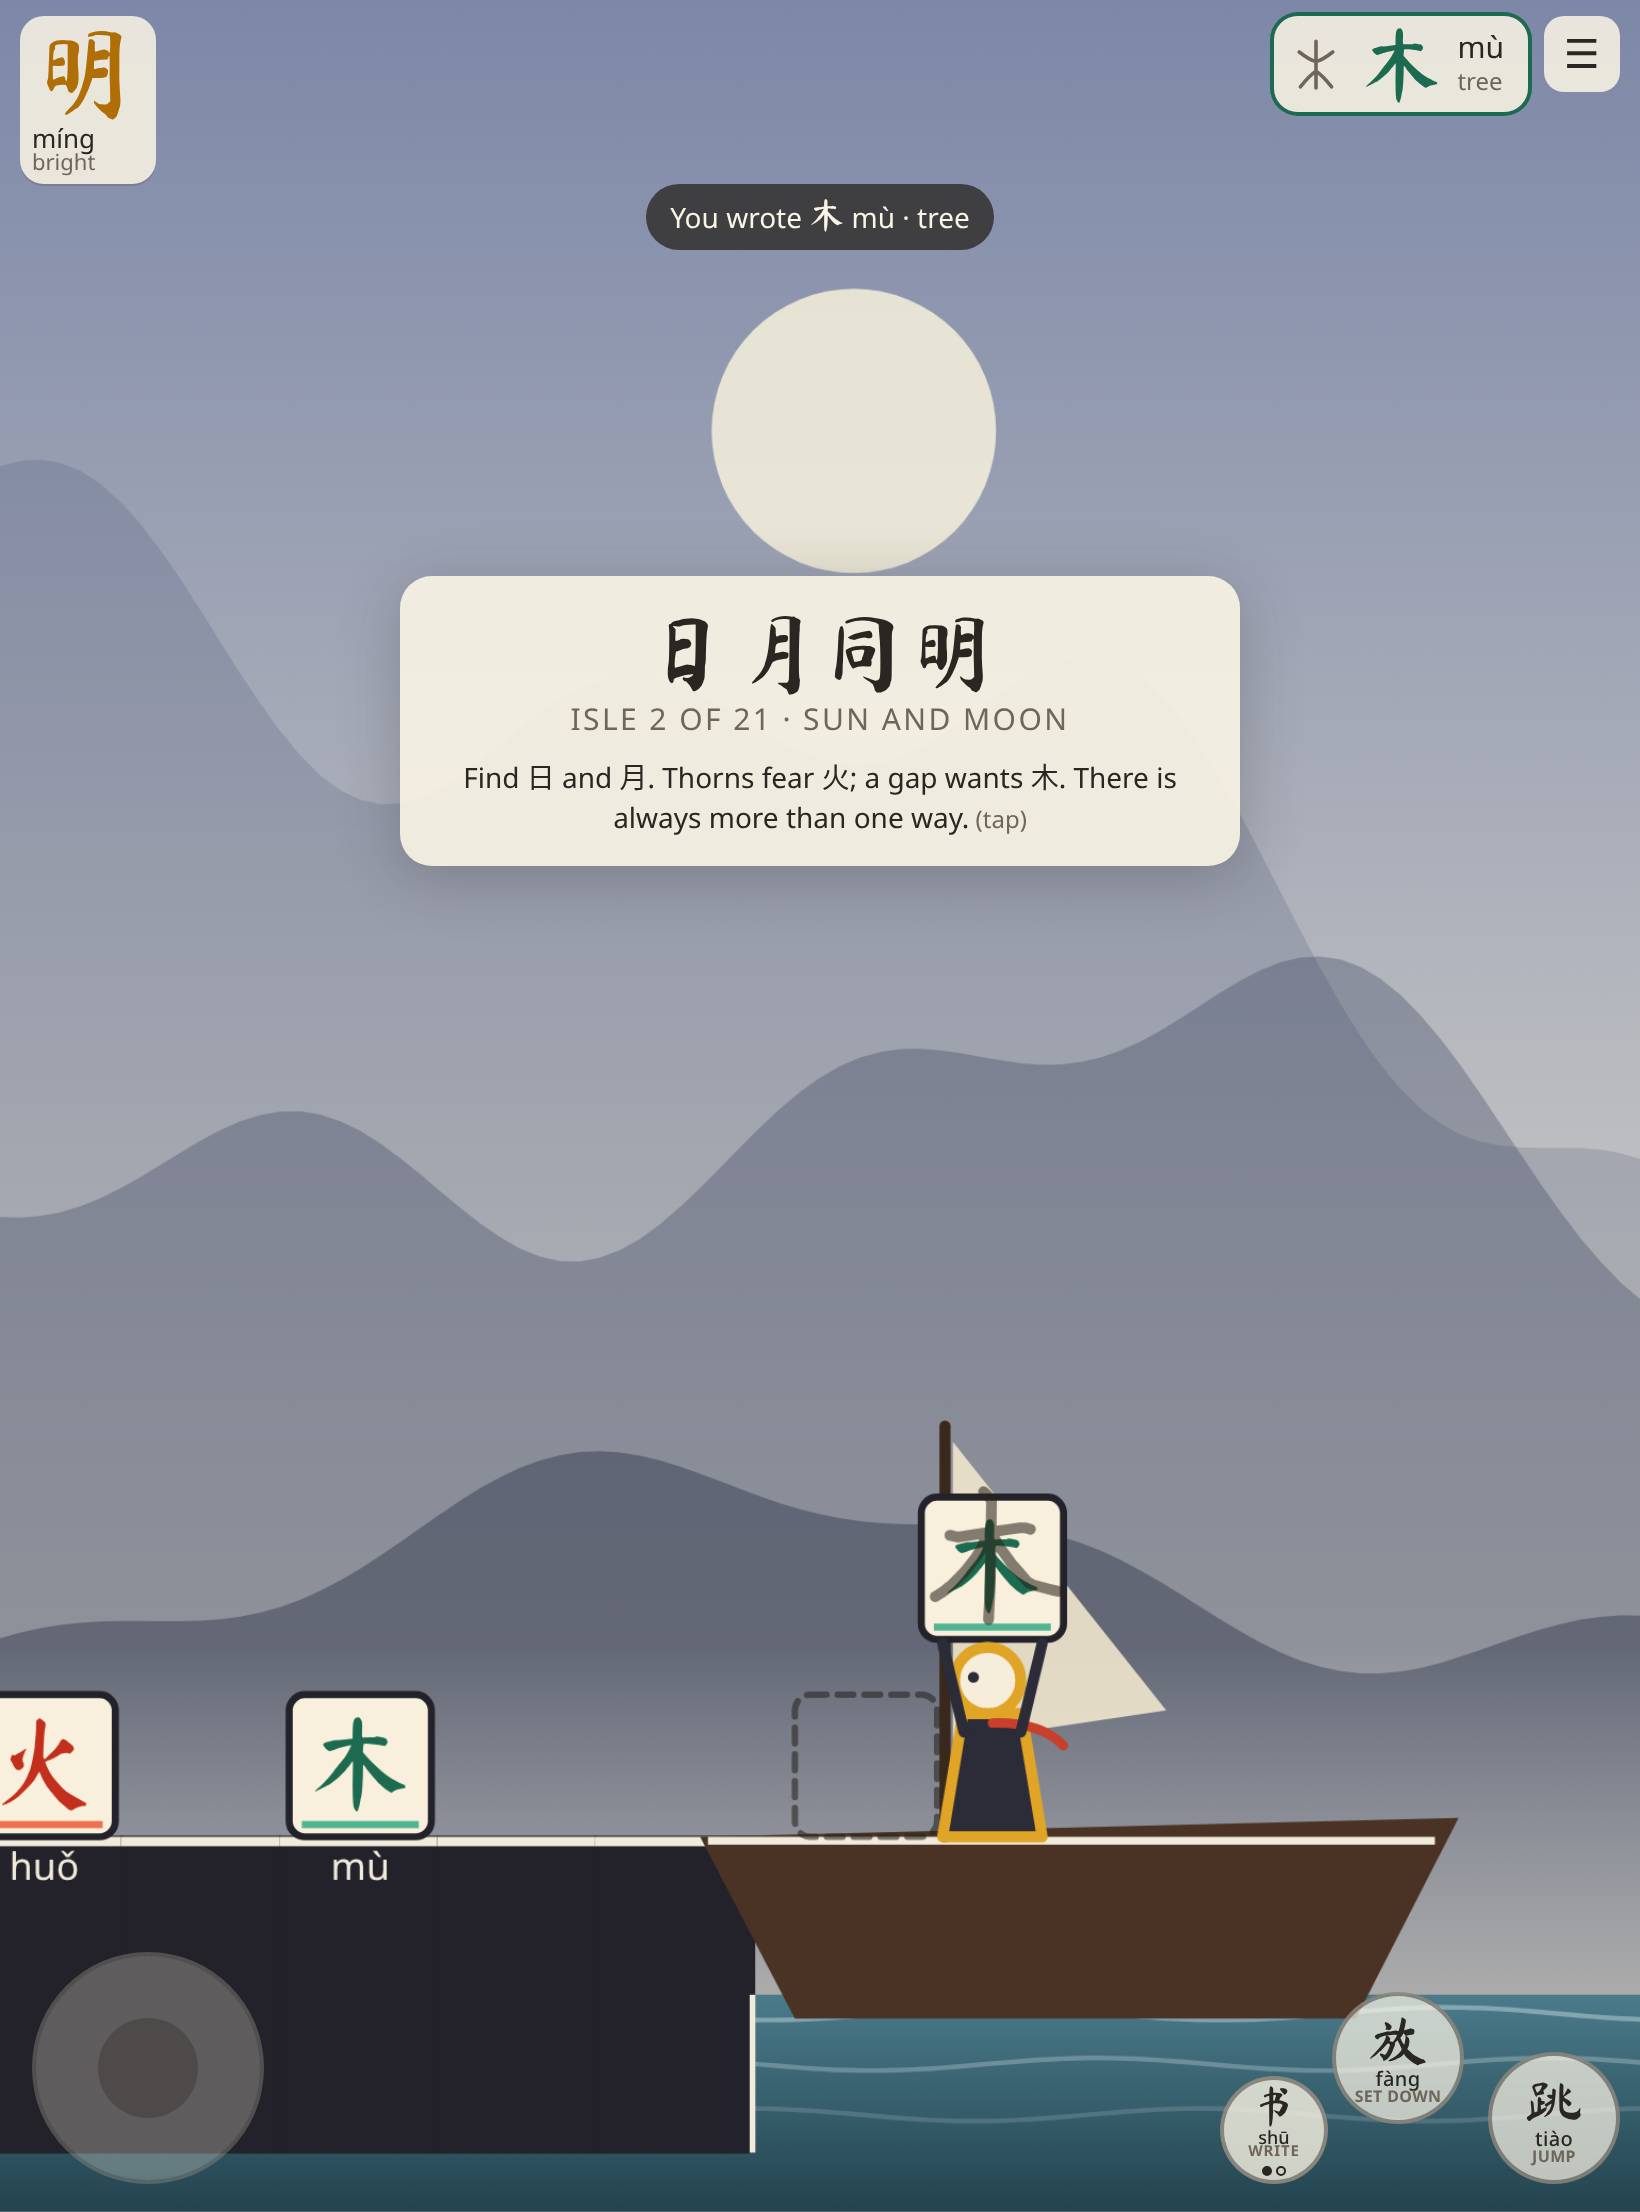 明
míng
bright
木
mù
tree
You wrote 木 mù · tree
日月同明
ISLE 2 OF 21 · SUN AND MOON
Find 日 and 月. Thorns fear 火; a gap wants 木. There is
always more than one way. (tap)
木
火
木
huǒ
mù
放
fàng
SET DOWN
书
shū
WRITE
跳
tiào
JUMP